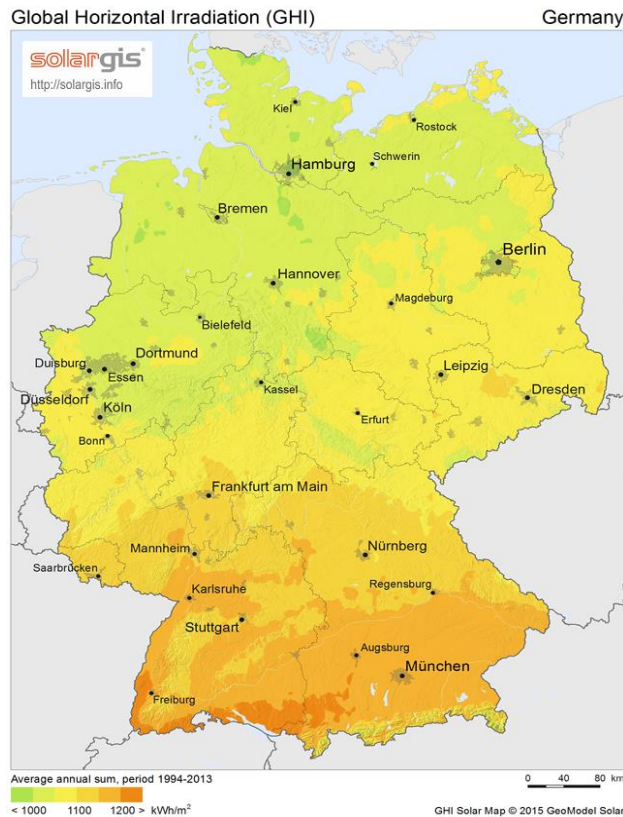 Global Horizontal Irradiation (GHI) Germany
solargis
http://solargis.info
Kiel
Rostock
Schwerin
Hamburg
Bremen
Berlin
Hannover
Magdeburg
Bielefeld
Dortmund
Duisburg
Essen
Leipzig
Kassel
Düsseldorf
Dresden
Köln
Erfurt
Bonn
Frankfurt am Main
Mannheim
Nürnberg
Saarbrücken
Regensburg
Karlsruhe
Stuttgart
Augsburg
München
Freiburg
Average annual sum, period 1994-2013
0 40 80 km
< 1000 1100 1200 > kWh/m²
GHI Solar Map © 2015 GeoModel Solar